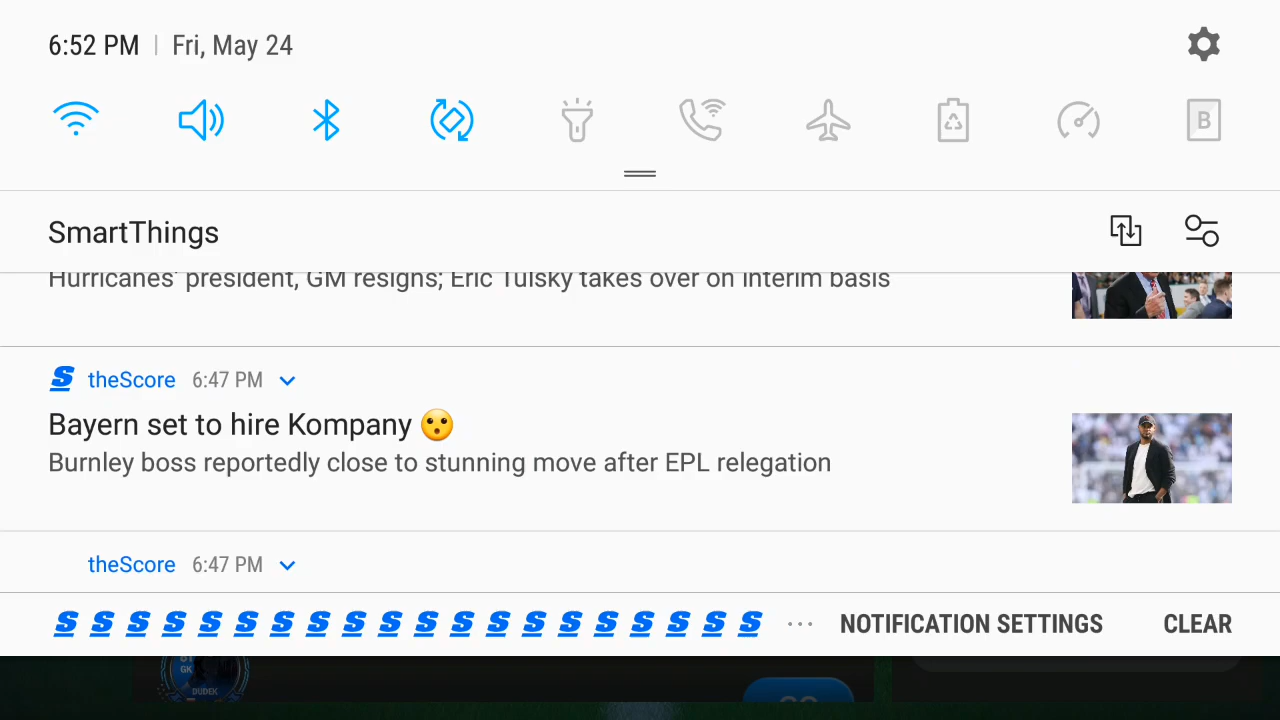 6:52 PM | Fri, May 24
B
SmartThings
Hurricanes' president, GM resigns; Eric Tulsky takes over on interim basis
S theScore 6:47 PM
Bayern set to hire Kompany 😮
Burnley boss reportedly close to stunning move after EPL relegation
theScore 6:47 PM
S S S S S S S S S S S S S S S S S S S S ... NOTIFICATION SETTINGS CLEAR
GK
DUDEK